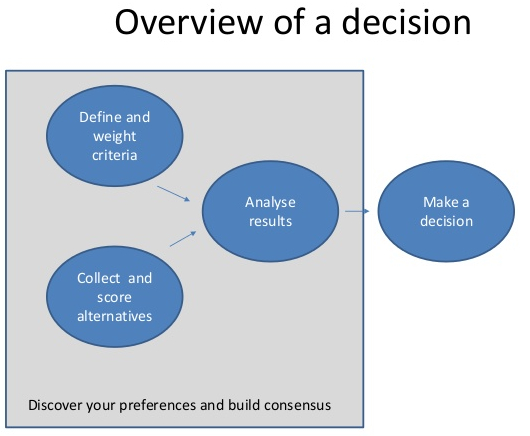 Overview of a decision
Define and
weight
criteria
Analyse
results
Make a
decision
Collect and
score
alternatives
Discover your preferences and build consensus